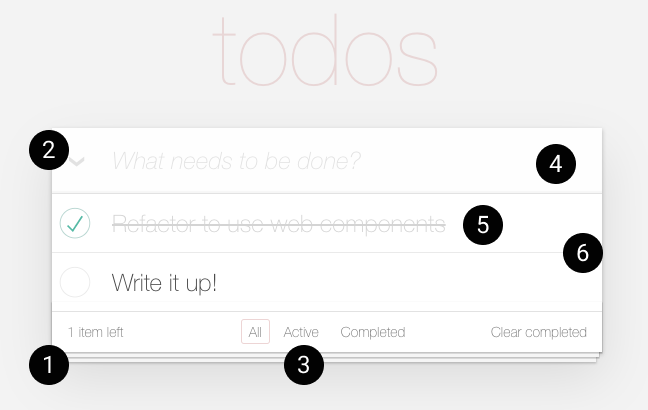 todos
2
What needs to be done?
4
Refactor to use web components
5
6
Write it up!
1 item left All Active Completed Clear completed
1
3